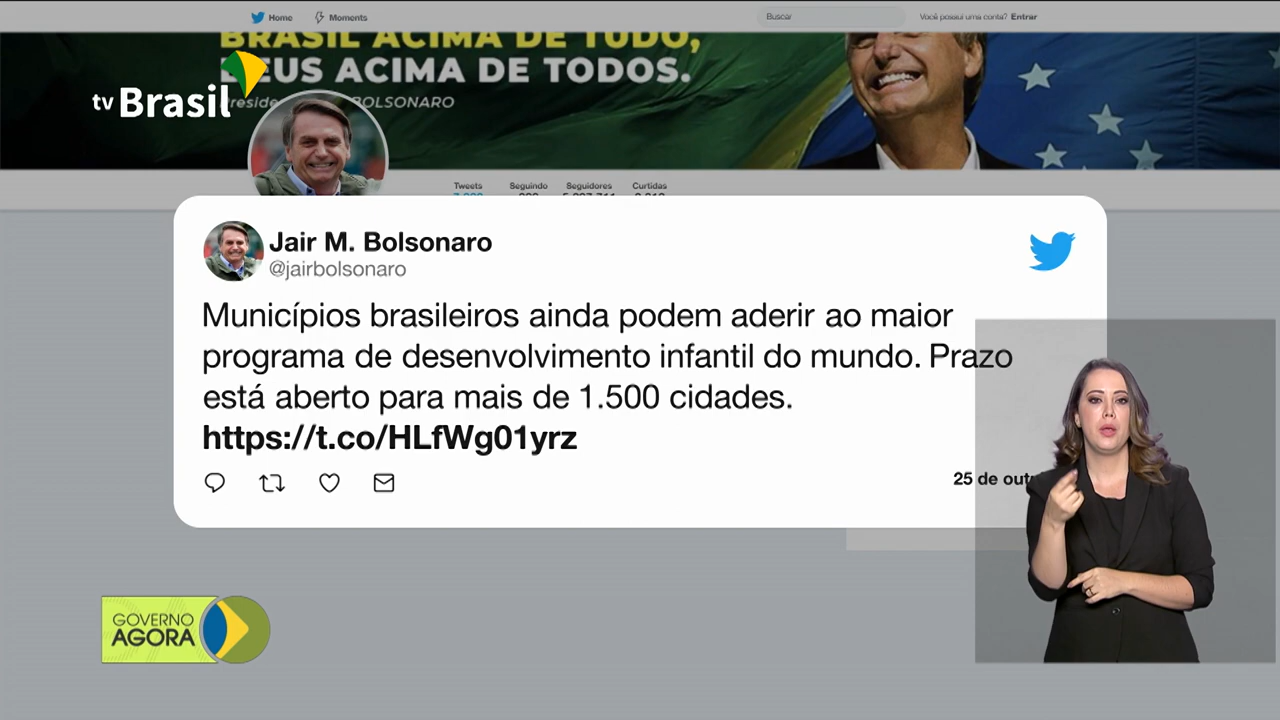 Home
Moments
Buscar
Você possui uma conta? Entrar
BRASIL ACIMA DE TUDO,
DEUS ACIMA DE TODOS.
BOLSONARO
tv Brasil
Tweets
Seguindo
Seguidores
Curtidas
Jair M. Bolsonaro
@jairbolsonaro
Municípios brasileiros ainda podem aderir ao maior
programa de desenvolvimento infantil do mundo. Prazo
está aberto para mais de 1.500 cidades.
https://t.co/HLfWg01yrz
25 de
GOVERNO
AGORA